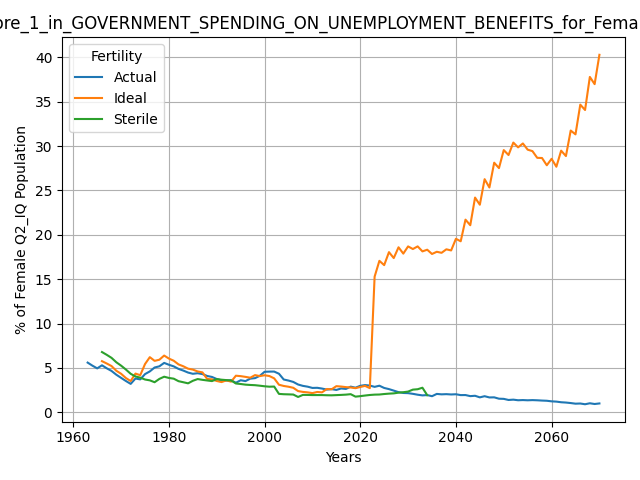 ore_1_in_GOVERNMENT_SPENDING_ON_UNEMPLOYMENT_BENEFITS_for_Fema
Fertility
Actual
Ideal
Sterile
% of Female Q2_IQ Population
40
35
30
25
20
15
10
5
0
1960 1980 2000 2020 2040 2060
Years